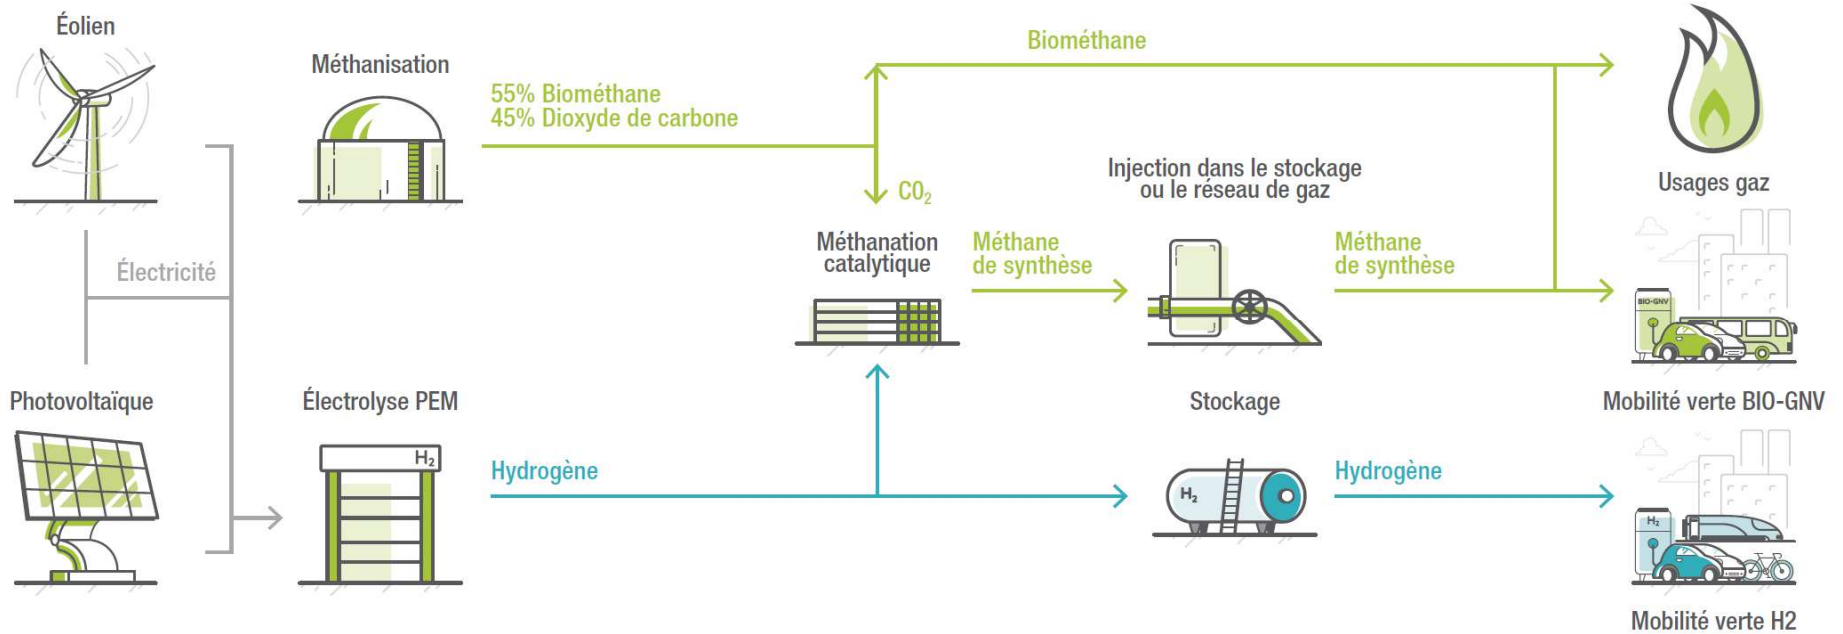 Éolien
Méthanisation
55% Biométhane
45% Dioxyde de carbone
Biométhane
CO₂
Injection dans le stockage
ou le réseau de gaz
Usages gaz
Électricité
Méthanation
catalytique
Méthane
de synthèse
Méthane
de synthèse
BIO-GNV
Mobilité verte BIO-GNV
Photovoltaïque
Électrolyse PEM
H₂
Hydrogène
Stockage
H₂
Hydrogène
H₂
Mobilité verte H2